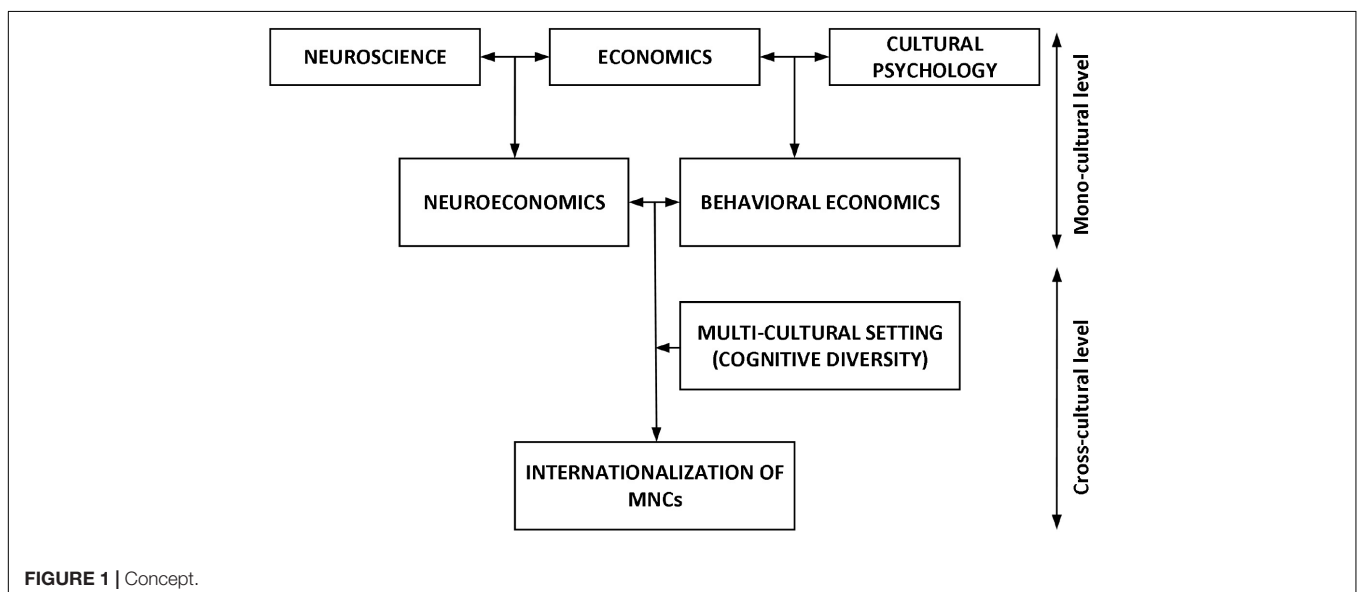 NEUROSCIENCE
ECONOMICS
CULTURAL
PSYCHOLOGY
Mono-cultural level
NEUROECONOMICS
BEHAVIORAL ECONOMICS
MULTI-CULTURAL SETTING
(COGNITIVE DIVERSITY)
Cross-cultural level
INTERNATIONALIZATION OF
MNCs
FIGURE 1 | Concept.